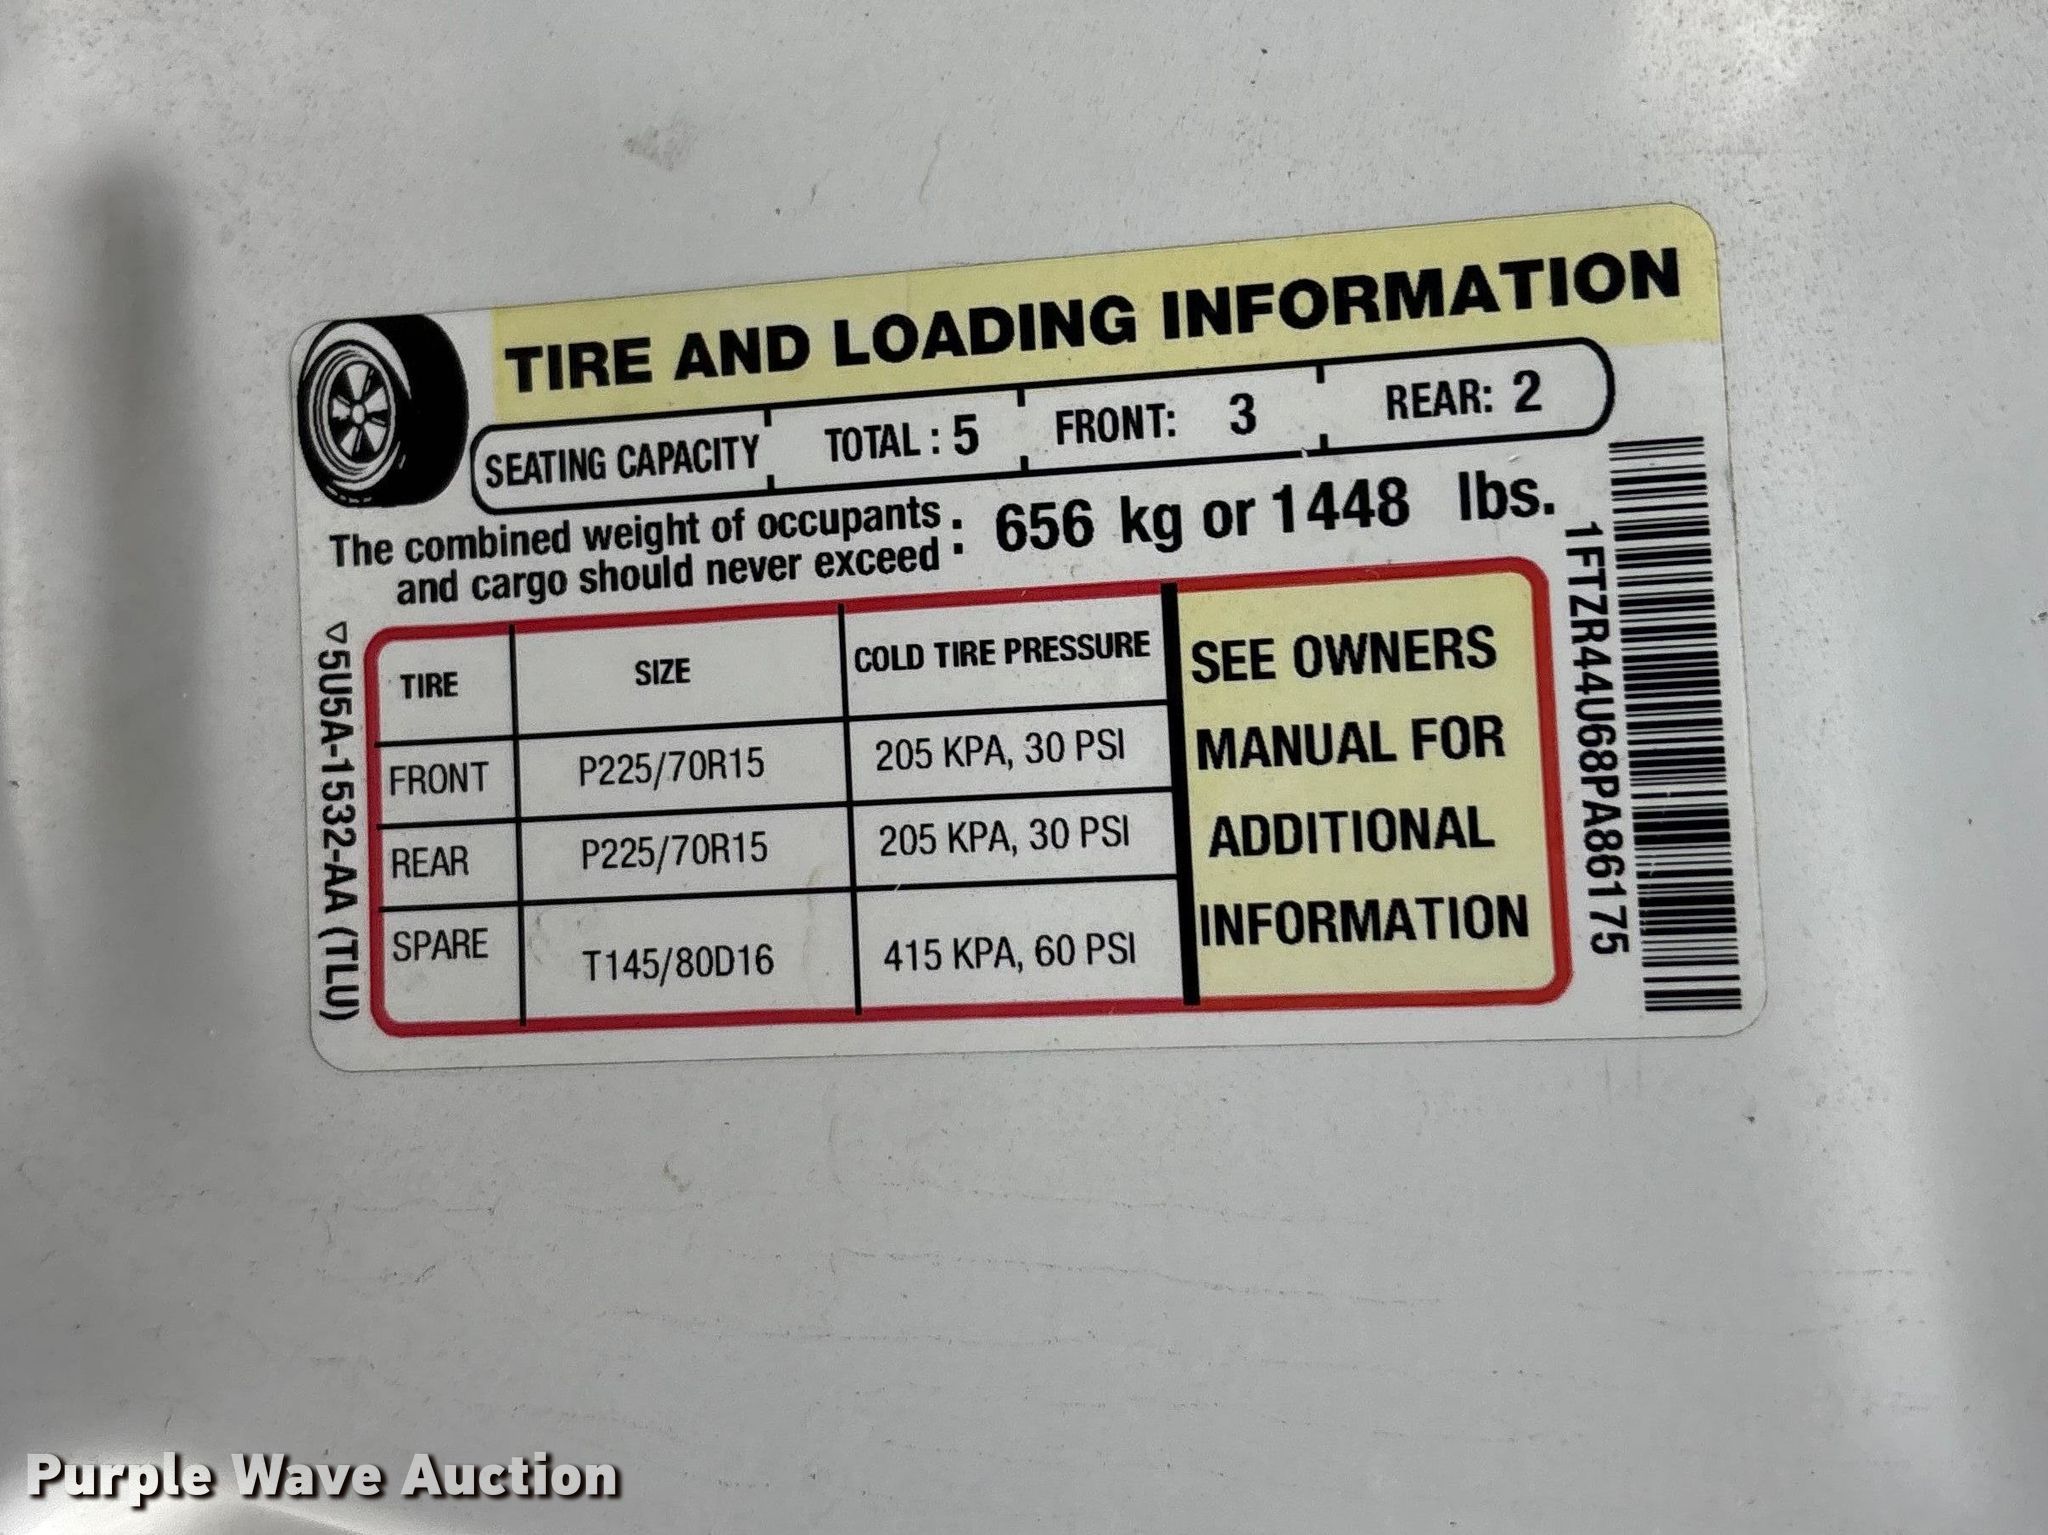 TIRE AND LOADING INFORMATION
SEATING CAPACITY TOTAL : 5 FRONT: 3 REAR: 2
The combined weight of occupants
and cargo should never exceed : 656 kg or 1448 lbs.
TIRE SIZE COLD TIRE PRESSURE
FRONT P225/70R15 205 KPA, 30 PSI
REAR P225/70R15 205 KPA, 30 PSI
SPARE T145/80D16 415 KPA, 60 PSI
SEE OWNERS
MANUAL FOR
ADDITIONAL
INFORMATION
5U5A-1532-AA (TLU)
1FTZR44U68PA86175
Purple Wave Auction